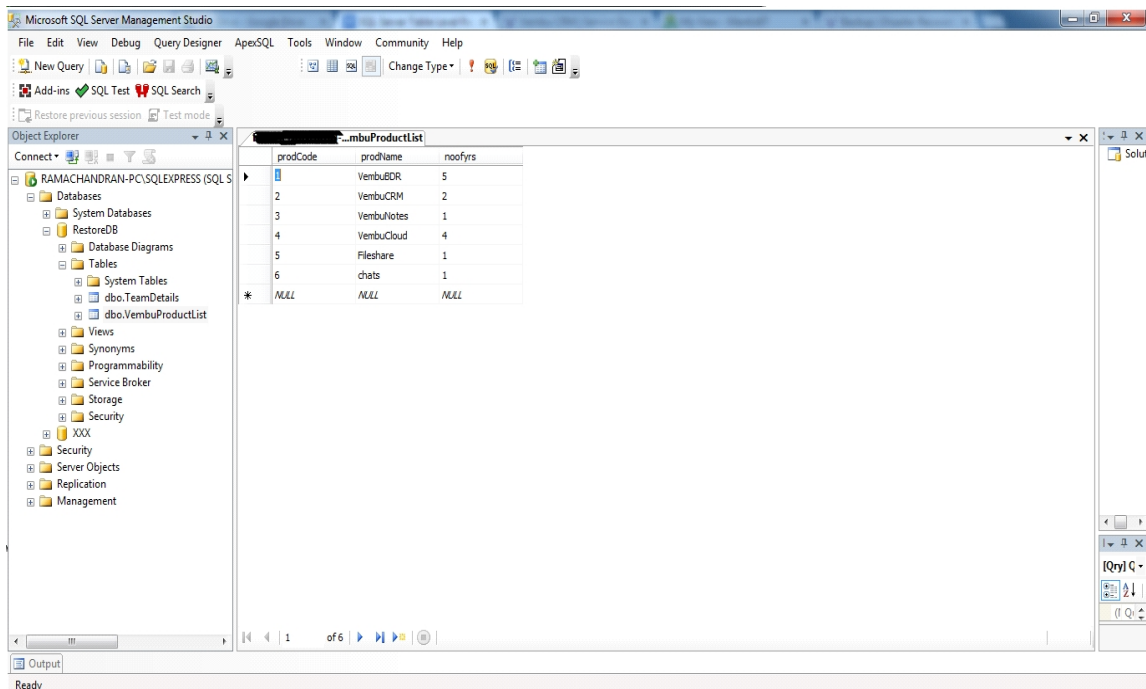 Microsoft SQL Server Management Studio
File Edit View Debug Query Designer ApexSQL Tools Window Community Help
New Query Change Type
Add-ins SQL Test SQL Search
Restore previous session Test mode
Object Explorer
...mbuProductList
Connect
Solut
prodCode prodName noofyrs
1 VembuBDR 5
2 VembuCRM 2
3 VembuNotes 1
4 VembuCloud 4
5 Fileshare 1
6 chats 1
NULL NULL NULL
RAMACHANDRAN-PC\SQLEXPRESS (SQL S
Databases
System Databases
RestoreDB
Database Diagrams
Tables
System Tables
dbo.TeamDetails
dbo.VembuProductList
Views
Synonyms
Programmability
Service Broker
Storage
Security
XXX
Security
Server Objects
Replication
Management
[Qry] Q
1 of 6
Output
Ready